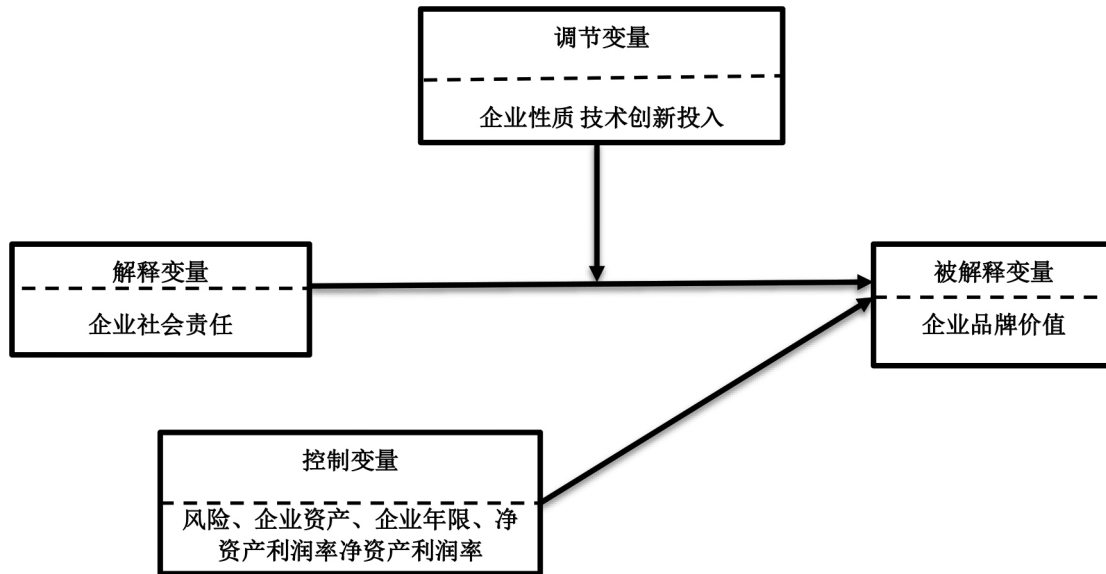 调节变量
企业性质 技术创新投入
解释变量
企业社会责任
被解释变量
企业品牌价值
控制变量
风险、企业资产、企业年限、净
资产利润率净资产利润率